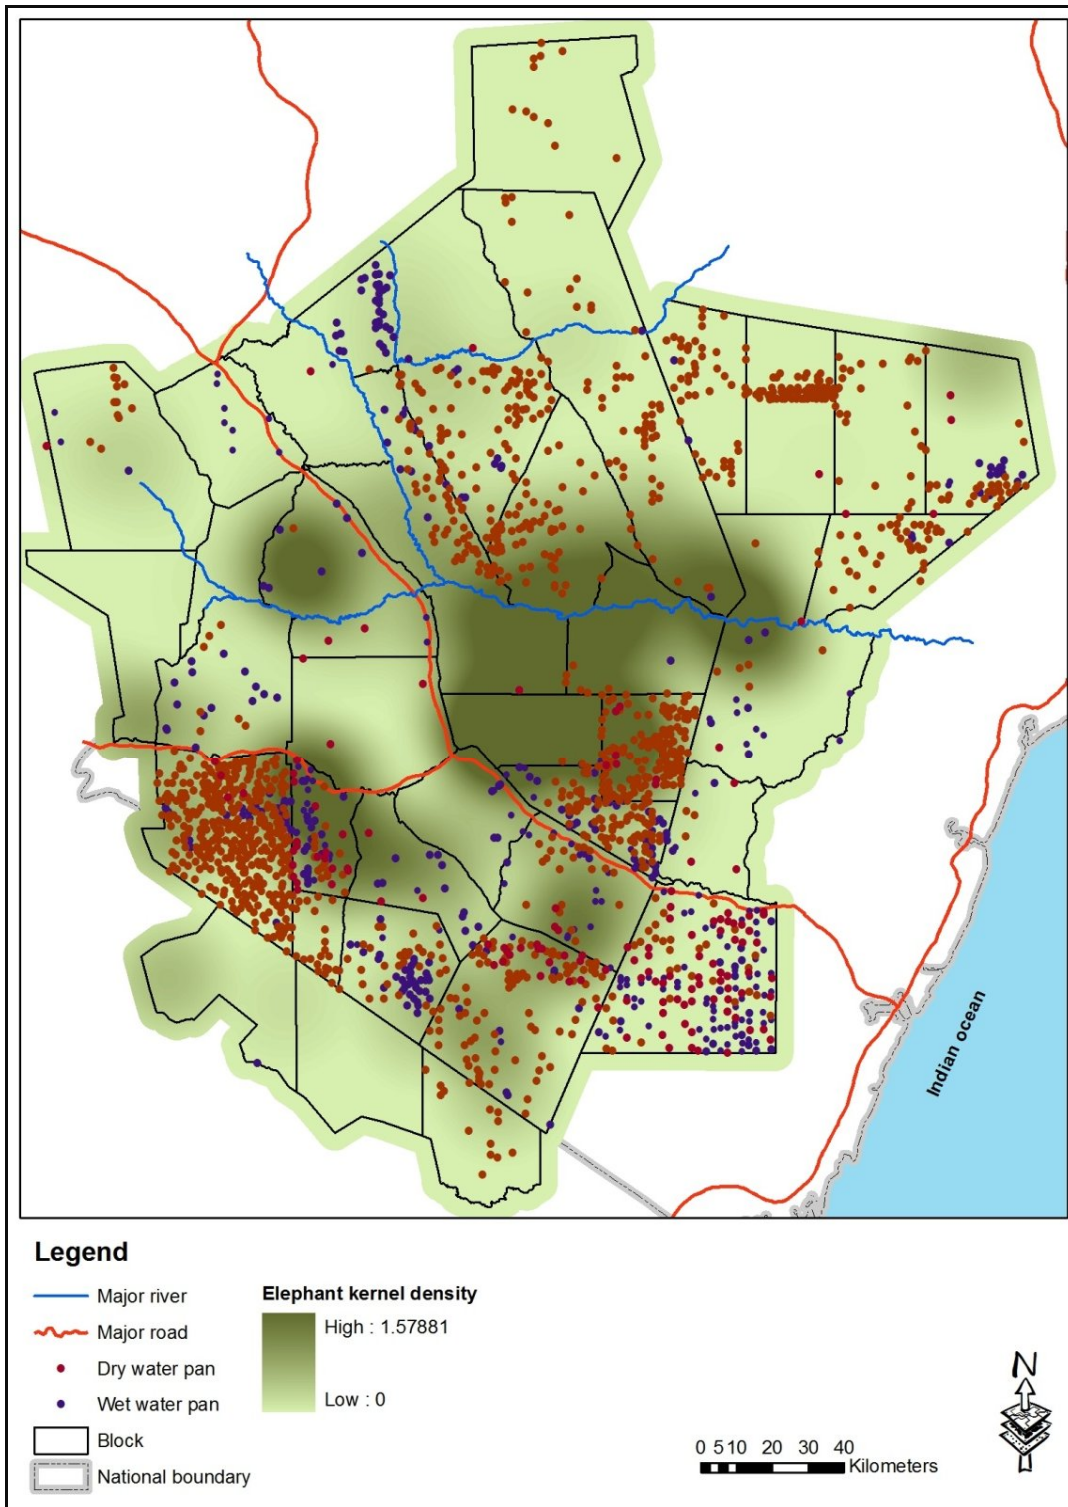 Indian ocean
Legend
Major river
Major road
Dry water pan
Wet water pan
Block
National boundary
Elephant kernel density
High : 1.57881
Low : 0
N
0 5 10 20 30 40
Kilometers